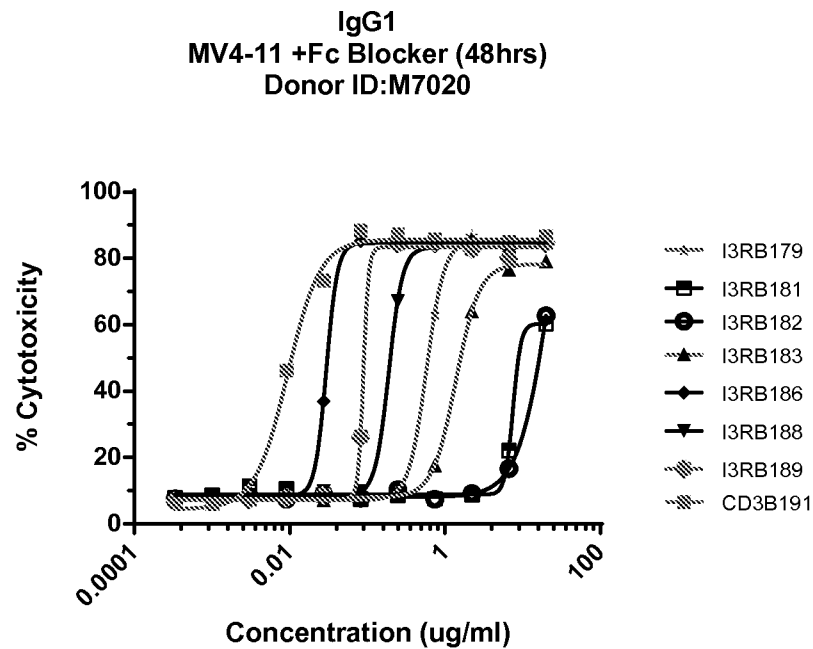 IgG1
MV4-11 +Fc Blocker (48hrs)
Donor ID:M7020
% Cytotoxicity
100
80
60
40
20
0
0.0001
0.01
1
100
Concentration (ug/ml)
I3RB179
I3RB181
I3RB182
I3RB183
I3RB186
I3RB188
I3RB189
CD3B191